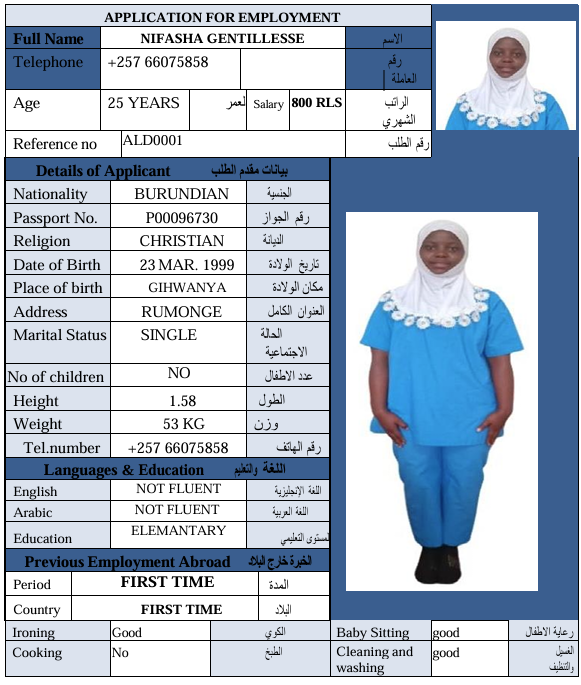 APPLICATION FOR EMPLOYMENT
Full Name NIFASHA GENTILLESSE الاسم
Telephone +257 66075858 رقم العاملة
Age 25 YEARS لعمر Salary 800 RLS الراتب الشهري
Reference no ALD0001 رقم الطلب
Details of Applicant بيانات مقدم الطلب
Nationality BURUNDIAN الجنسية
Passport No. P00096730 رقم الجواز
Religion CHRISTIAN الديانة
Date of Birth 23 MAR. 1999 تاريخ الولادة
Place of birth GIHWANYA مكان الولادة
Address RUMONGE العنوان الكامل
Marital Status SINGLE الحالة الاجتماعية
No of children NO عدد الاطفال
Height 1.58 الطول
Weight 53 KG وزن
Tel.number +257 66075858 رقم الهاتف
Languages & Education اللغة والتعليم
English NOT FLUENT اللغة الإنجليزية
Arabic NOT FLUENT اللغة العربية
Education ELEMANTARY لمستوى التعليمي
Previous Employment Abroad الخبرة خارج البلاد
Period FIRST TIME المدة
Country FIRST TIME البلاد
Ironing Good الكوي Baby Sitting good رعاية الاطفال
Cooking No الطبخ Cleaning and washing good الغسيل والتنظيف